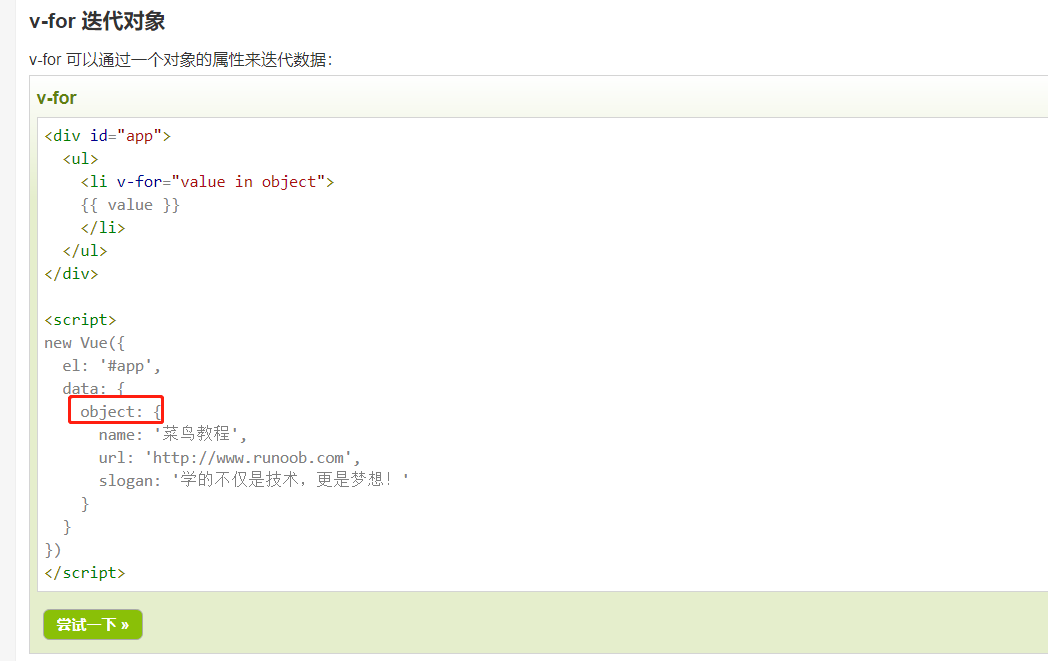 v-for 迭代对象
v-for 可以通过一个对象的属性来迭代数据：
v-for
<div id="app">
  <ul>
    <li v-for="value in object">
    {{ value }}
    </li>
  </ul>
</div>

<script>
new Vue({
  el: '#app',
  data: {
    object: {
      name: '菜鸟教程',
      url: 'http://www.runoob.com',
      slogan: '学的不仅是技术，更是梦想！'
    }
  }
})
</script>
尝试一下 »